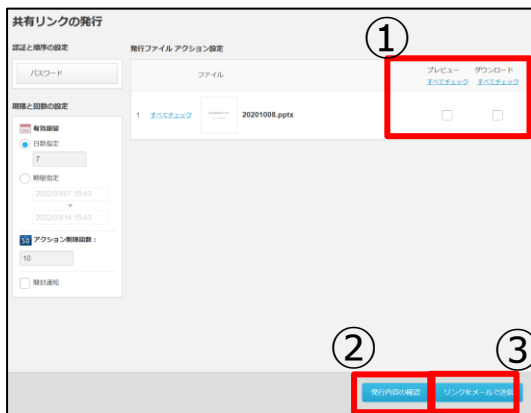 共有リンクの発行
認証と順序の設定
パスワード
期限と回数の設定
有効期間
日数指定
7
期間指定
2022/03/07 15:43
2022/03/14 15:43
50 アクション制限回数：
10
開封通知
発行ファイル アクション設定
①
ファイル
プレビュー ダウンロード
すべてチェック すべてチェック
1 すべてチェック 20201008.pptx
② ③
発行内容の確認 リンクをメールで送信